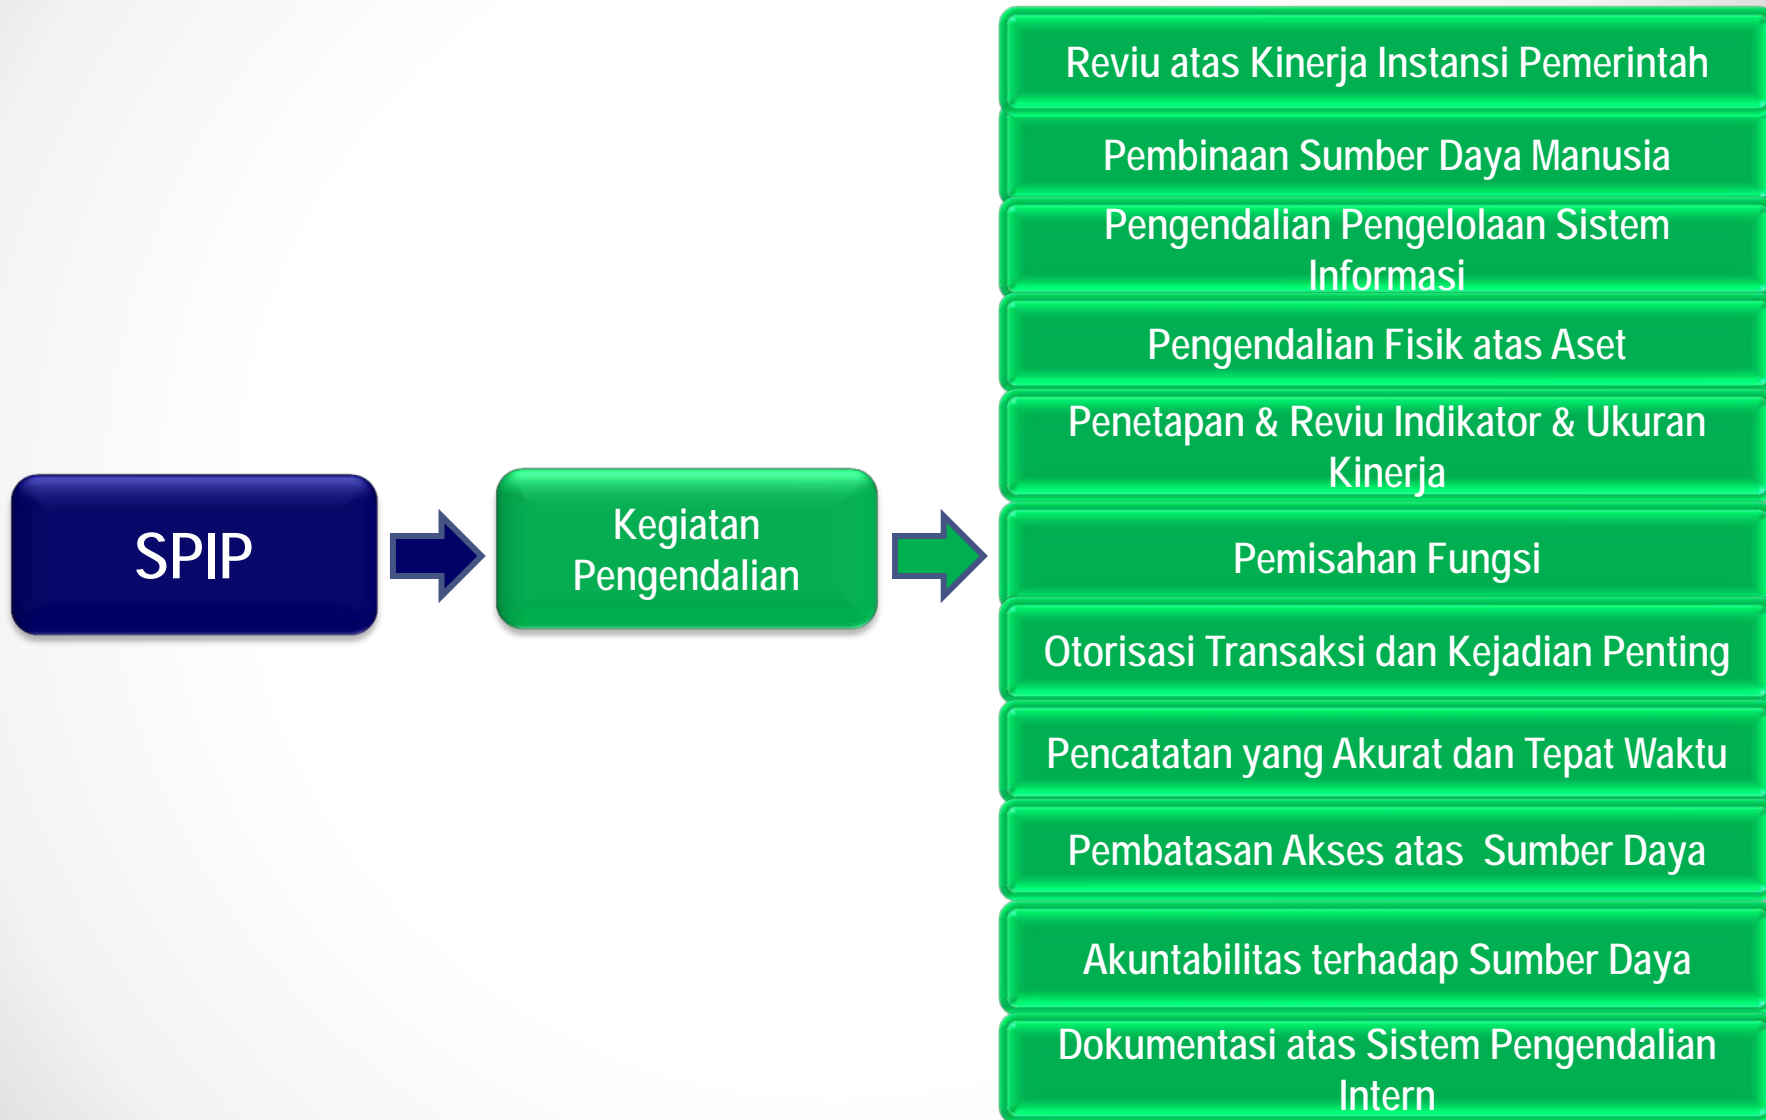 SPIP
Kegiatan
Pengendalian
Reviu atas Kinerja Instansi Pemerintah
Pembinaan Sumber Daya Manusia
Pengendalian Pengelolaan Sistem
Informasi
Pengendalian Fisik atas Aset
Penetapan & Reviu Indikator & Ukuran
Kinerja
Pemisahan Fungsi
Otorisasi Transaksi dan Kejadian Penting
Pencatatan yang Akurat dan Tepat Waktu
Pembatasan Akses atas Sumber Daya
Akuntabilitas terhadap Sumber Daya
Dokumentasi atas Sistem Pengendalian
Intern